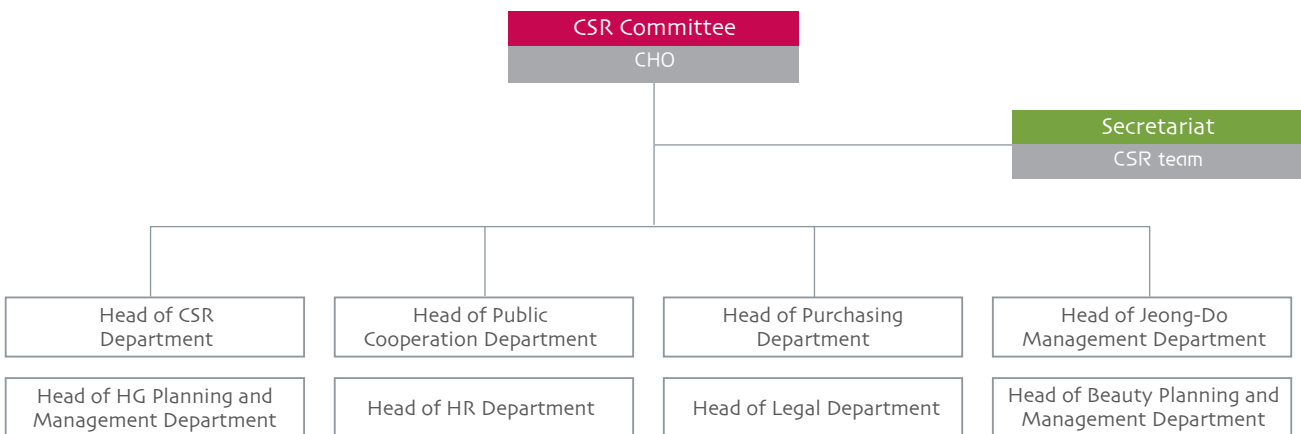 CSR Committee
CHO
Secretariat
CSR team
Head of CSR
Department
Head of Public
Cooperation Department
Head of Purchasing
Department
Head of Jeong-Do
Management Department
Head of HG Planning and
Management Department
Head of HR Department
Head of Legal Department
Head of Beauty Planning and
Management Department